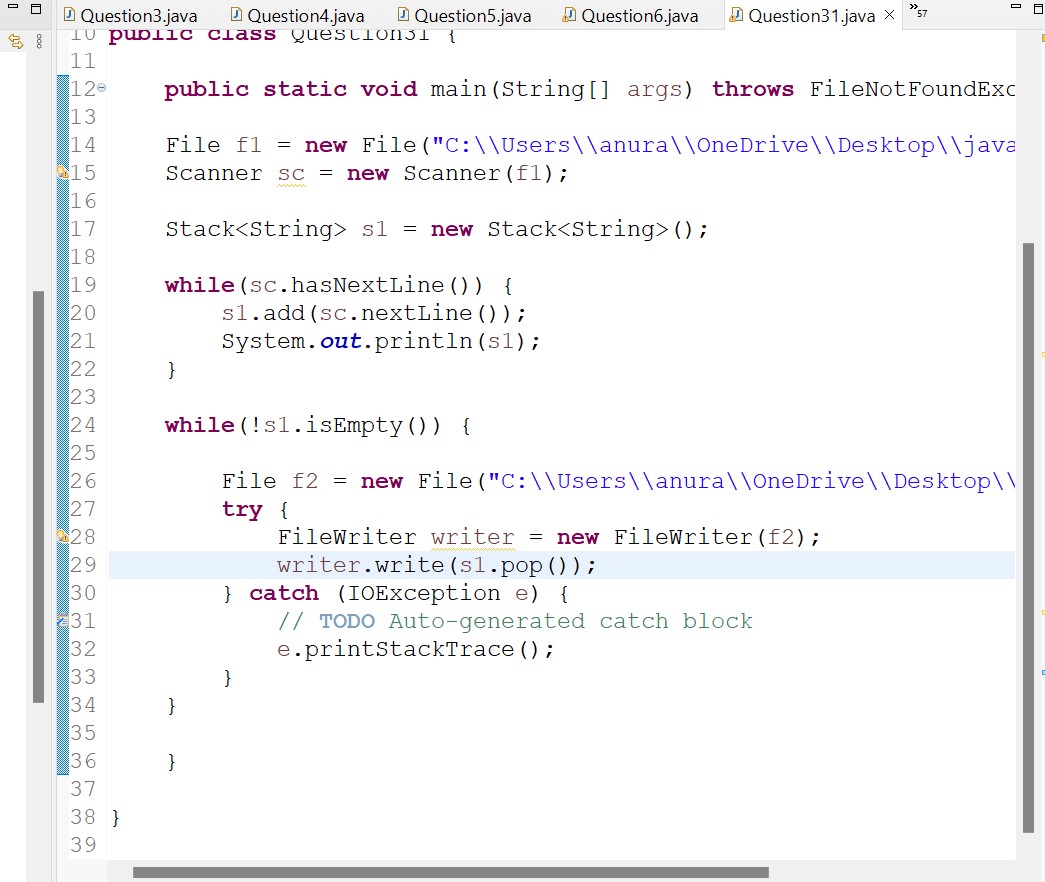 Question3.java Question4.java Question5.java Question6.java Question31.java 57
10 public class Question31 {
11
12 public static void main(String[] args) throws FileNotFoundExc
13
14 File f1 = new File("C:\\Users\\anura\\OneDrive\\Desktop\\java
15 Scanner sc = new Scanner(f1);
16
17 Stack<String> s1 = new Stack<String>();
18
19 while(sc.hasNextLine()) {
20 s1.add(sc.nextLine());
21 System.out.println(s1);
22 }
23
24 while(!s1.isEmpty()) {
25
26 File f2 = new File("C:\\Users\\anura\\OneDrive\\Desktop\\
27 try {
28 FileWriter writer = new FileWriter(f2);
29 writer.write(s1.pop());
30 } catch (IOException e) {
31 // TODO Auto-generated catch block
32 e.printStackTrace();
33 }
34 }
35
36 }
37
38 }
39